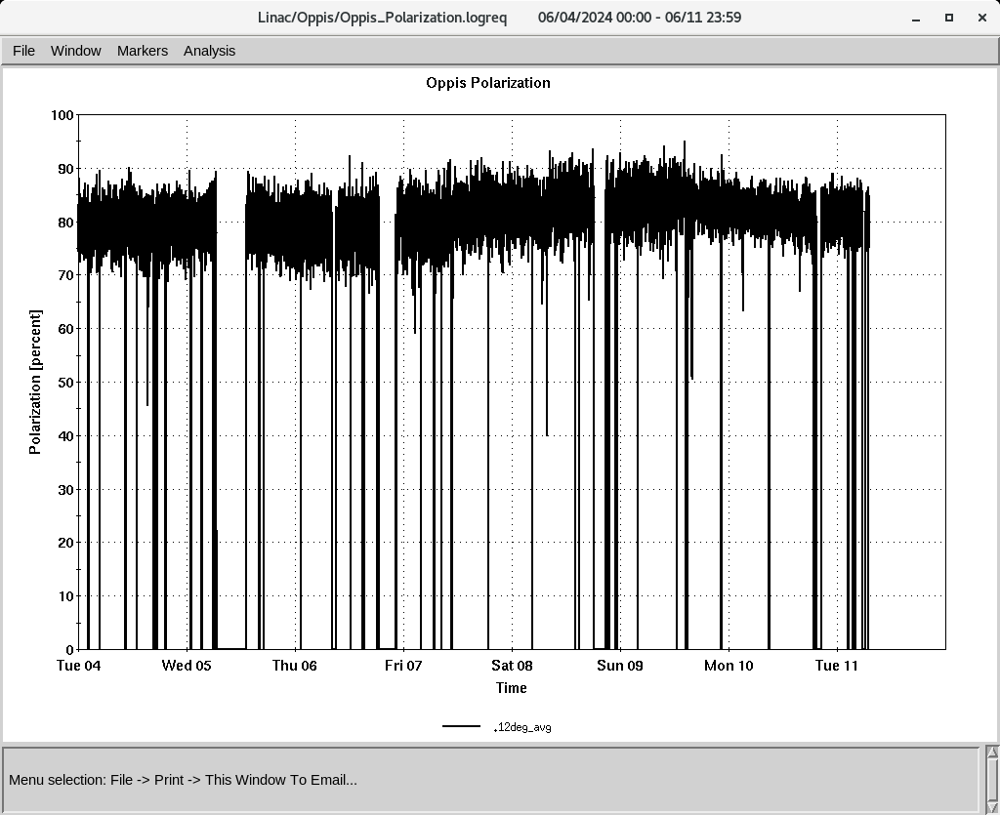 Linac/Oppis/Oppis_Polarization.logreq 06/04/2024 00:00 - 06/11 23:59
File Window Markers Analysis
Oppis Polarization
100
90
80
70
60
50
40
30
20
10
0
Polarization [percent]
Tue 04 Wed 05 Thu 06 Fri 07 Sat 08 Sun 09 Mon 10 Tue 11
Time
.12deg_avg
Menu selection: File -> Print -> This Window To Email...